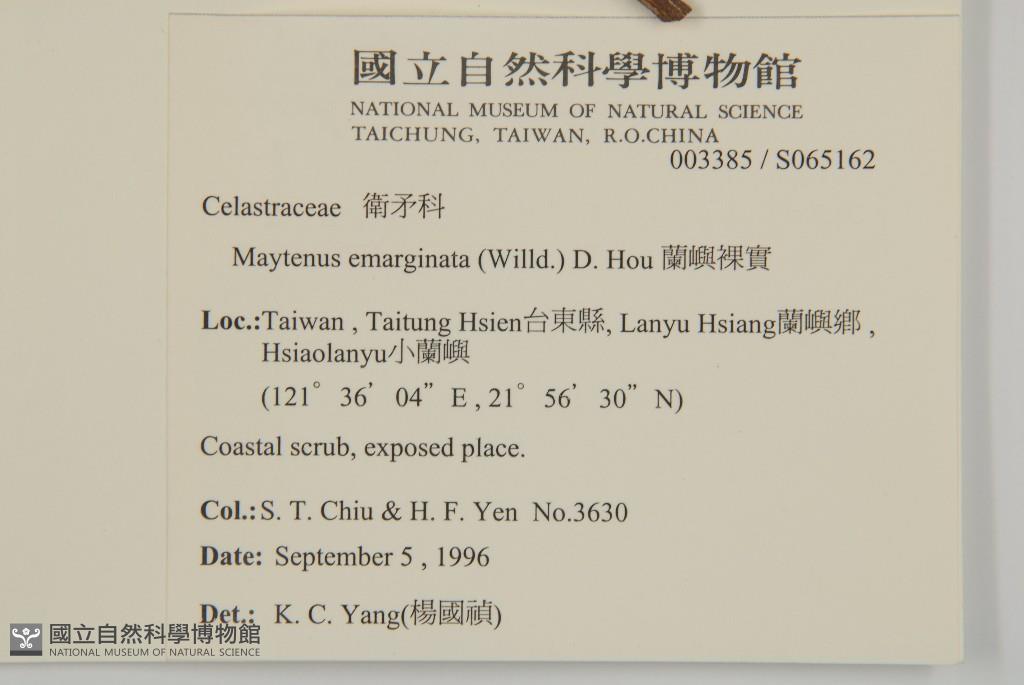 國立自然科學博物館
NATIONAL MUSEUM OF NATURAL SCIENCE
TAICHUNG, TAIWAN, R.O.CHINA
003385 / S065162
Celastraceae 衛矛科
Maytenus emarginata (Willd.) D. Hou 蘭嶼裸實
Loc.:Taiwan , Taitung Hsien台東縣, Lanyu Hsiang蘭嶼鄉 ,
Hsiaolanyu小蘭嶼
(121° 36’ 04” E , 21° 56’ 30” N)
Coastal scrub, exposed place.
Col.: S. T. Chiu & H. F. Yen No.3630
Date: September 5 , 1996
Det.: K. C. Yang(楊國禎)
國立自然科學博物館
NATIONAL MUSEUM OF NATURAL SCIENCE